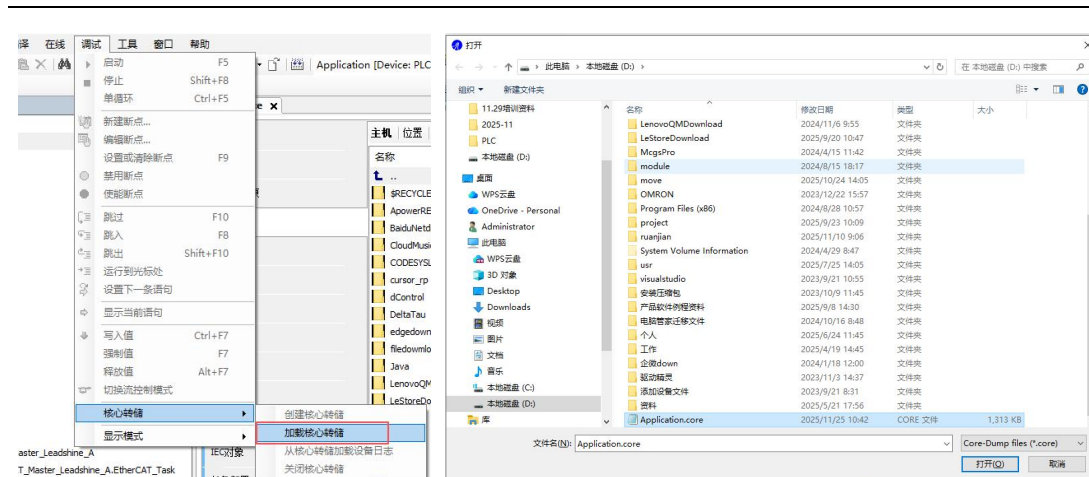 译 在线 调试 工具 窗口 帮助
Application [Device: PLC
启动 F5
停止 Shift+F8
单循环 Ctrl+F5
新建断点...
编辑断点...
设置或清除断点 F9
禁用断点
使能断点
跳过 F10
跳入 F8
跳出 Shift+F10
运行到光标处
设置下一条语句
显示当前语句
写入值 Ctrl+F7
强制值 F7
释放值 Alt+F7
切换流控制模式
核心转储
显示模式
创建核心转储
加载核心转储
从核心转储加载设备日志
关闭核心转储
主机 位置
名称
..
$RECYCLE
ApowerRE
BaiduNetd
CloudMusi
CODESYSL
cursor_rp
dControl
DeltaTau
edgedown
filedownlo
Java
LenovoQM
LeStoreDo
aster_Leadshine_A
T_Master_Leadshine_A.EtherCAT_Task
IEC对象
打开
此电脑 › 本地磁盘 (D:) ›
在 本地磁盘 (D:) 中搜索
组织 新建文件夹
11.29培训资料
2025-11
PLC
本地磁盘 (D:)
桌面
WPS云盘
OneDrive - Personal
Administrator
此电脑
WPS云盘
3D 对象
Desktop
Downloads
视频
图片
文档
音乐
本地磁盘 (C:)
本地磁盘 (D:)
库
名称 修改日期 类型 大小
LenovoQMDownload 2024/11/6 9:55 文件夹
LeStoreDownload 2025/9/20 10:47 文件夹
McgsPro 2024/4/15 11:42 文件夹
module 2024/8/15 18:17 文件夹
move 2025/10/24 14:05 文件夹
OMRON 2023/12/22 15:57 文件夹
Program Files (x86) 2024/8/28 10:57 文件夹
project 2025/9/23 10:09 文件夹
ruanjian 2025/11/10 9:06 文件夹
System Volume Information 2024/4/29 8:47 文件夹
usr 2025/7/25 14:05 文件夹
visualstudio 2023/9/21 10:55 文件夹
安装压缩包 2023/10/9 11:45 文件夹
产品软件例程资料 2025/9/8 14:30 文件夹
电脑管家迁移文件 2024/10/16 8:48 文件夹
个人 2025/6/24 11:45 文件夹
工作 2025/4/19 14:45 文件夹
企微down 2024/1/18 12:00 文件夹
驱动精灵 2023/11/3 14:37 文件夹
添加设备文件 2023/9/21 8:31 文件夹
资料 2025/5/21 17:56 文件夹
Application.core 2025/11/25 10:42 CORE 文件 1,313 KB
文件名(N): Application.core Core-Dump files (*.core)
打开(O) 取消